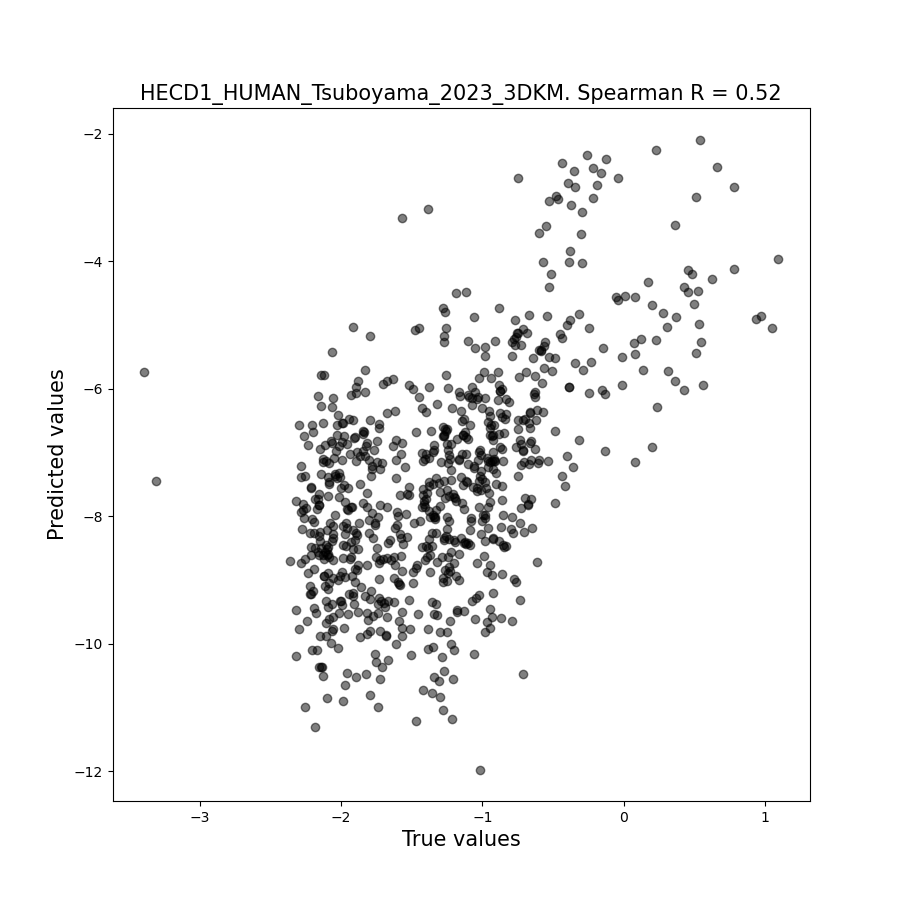 HECD1_HUMAN_Tsuboyama_2023_3DKM. Spearman R = 0.52
−2
−4
−6
−8
−10
−12
Predicted values
−3 −2 −1 0 1
True values